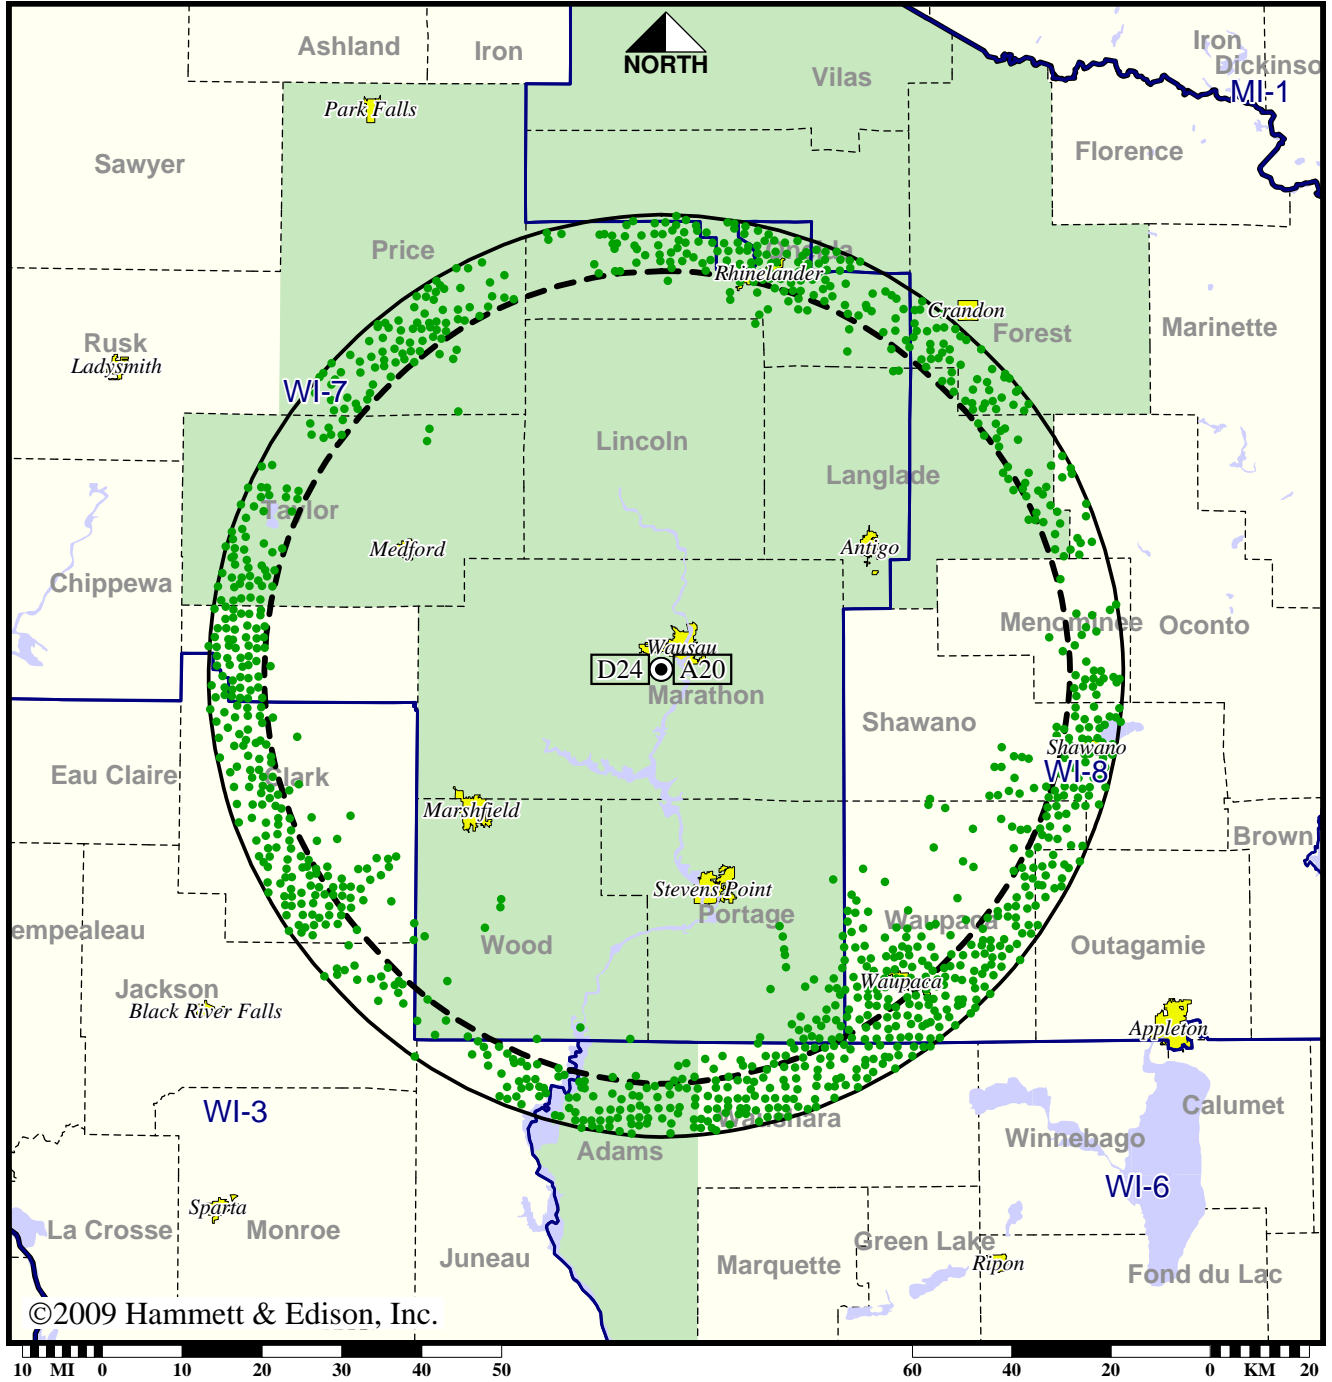 Ashland
Iron
NORTH
Vilas
Iron
Dickinso
MI-1
Park Falls
Sawyer
Florence
Price
Oneida
Rhinelander
Crandon
Forest
Marinette
Rusk
Ladysmith
WI-7
Lincoln
Langlade
Taylor
Medford
Antigo
Chippewa
Menominee
Oconto
Wausau
D24
A20
Marathon
Shawano
Shawano
WI-8
Eau Claire
Clark
Marshfield
Brown
Stevens Point
Portage
Waupaca
empealeau
Wood
Outagamie
Jackson
Black River Falls
Waupaca
Appleton
WI-3
Waushara
Calumet
Winnebago
Adams
WI-6
Sparta
La Crosse
Monroe
Juneau
Marquette
Green Lake
Ripon
Fond du Lac
©2009 Hammett & Edison, Inc.
10 MI 0 10 20 30 40 50
60 40 20 0 KM 20